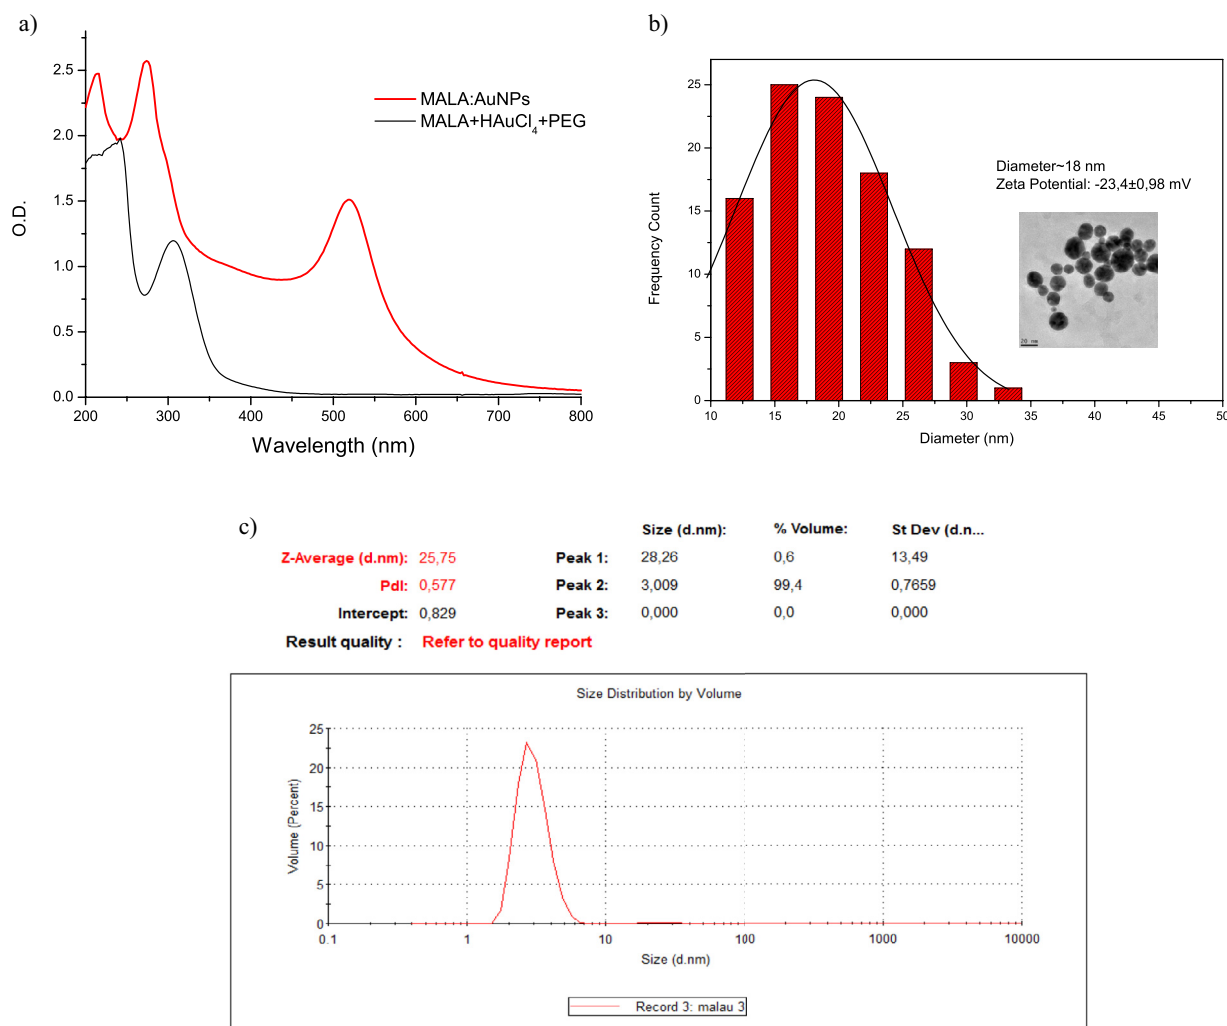 a)
2.5
2.0
1.5
1.0
0.5
0.0
O.D.
MALA:AuNPs
MALA+HAuCl4+PEG
200 300 400 500 600 700 800
Wavelength (nm)
b)
25
20
15
10
5
0
Frequency Count
Diameter~18 nm
Zeta Potential: -23,4±0,98 mV
20 nm
10 15 20 25 30 35 40 45 50
Diameter (nm)
c)
Size (d.nm): % Volume: St Dev (d.n...
Z-Average (d.nm): 25,75 Peak 1: 28,26 0,6 13,49
PdI: 0,577 Peak 2: 3,009 99,4 0,7659
Intercept: 0,829 Peak 3: 0,000 0,0 0,000
Result quality : Refer to quality report
Size Distribution by Volume
25
20
15
10
5
0
Volume (Percent)
0.1 1 10 100 1000 10000
Size (d.nm)
Record 3: malau 3